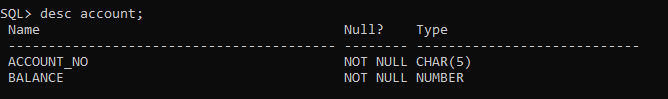 SQL> desc account;
Name                                      Null?    Type
----------------------------------------- -------- ----------------------------
ACCOUNT_NO                                NOT NULL CHAR(5)
BALANCE                                   NOT NULL NUMBER